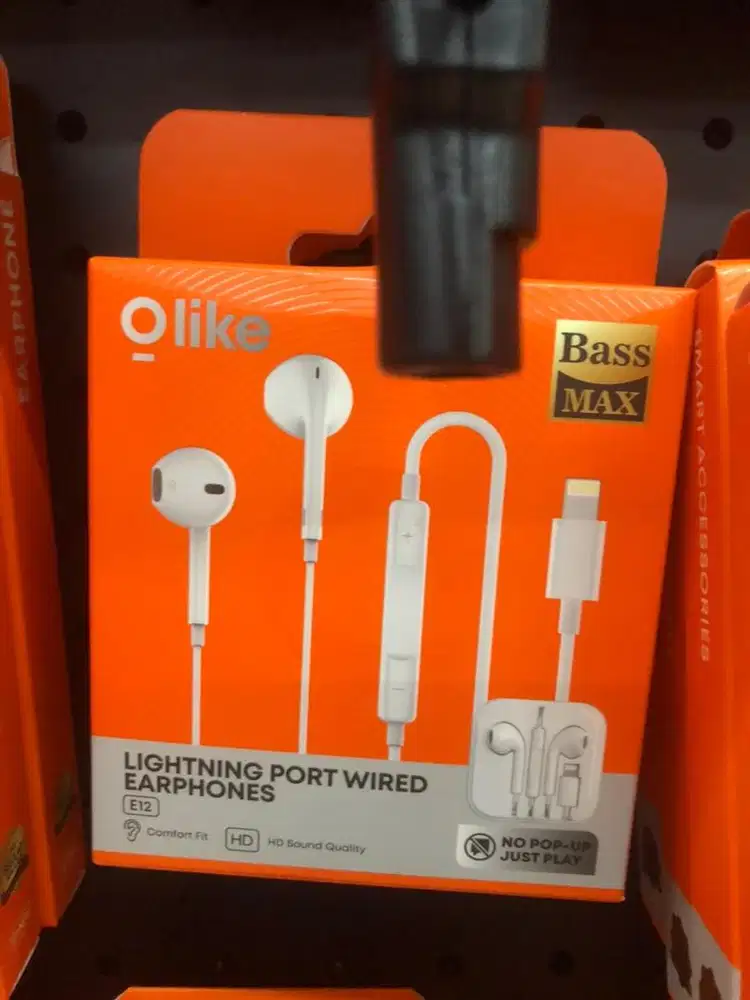 Olike
Bass
MAX
LIGHTNING PORT WIRED
EARPHONES
E12
Comfort Fit
HD
HD Sound Quality
NO POP-UP
JUST PLAY
EARPHONE
SMART ACCESSORIES